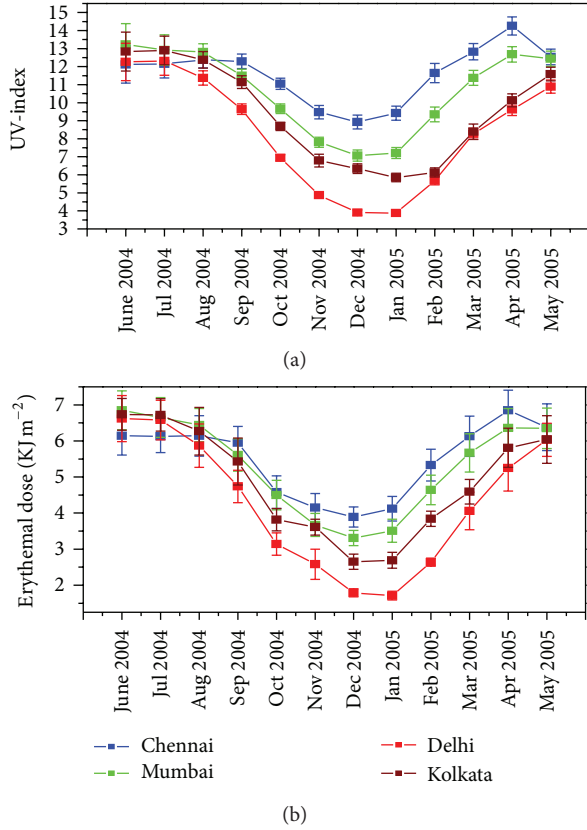 15
14
13
12
11
10
9
8
7
6
5
4
3
UV-index
June 2004
Jul 2004
Aug 2004
Sep 2004
Oct 2004
Nov 2004
Dec 2004
Jan 2005
Feb 2005
Mar 2005
Apr 2005
May 2005
(a)
7
6
5
4
3
2
Erythemal dose (KJ m−2)
June 2004
Jul 2004
Aug 2004
Sep 2004
Oct 2004
Nov 2004
Dec 2004
Jan 2005
Feb 2005
Mar 2005
Apr 2005
May 2005
Chennai
Delhi
Mumbai
Kolkata
(b)